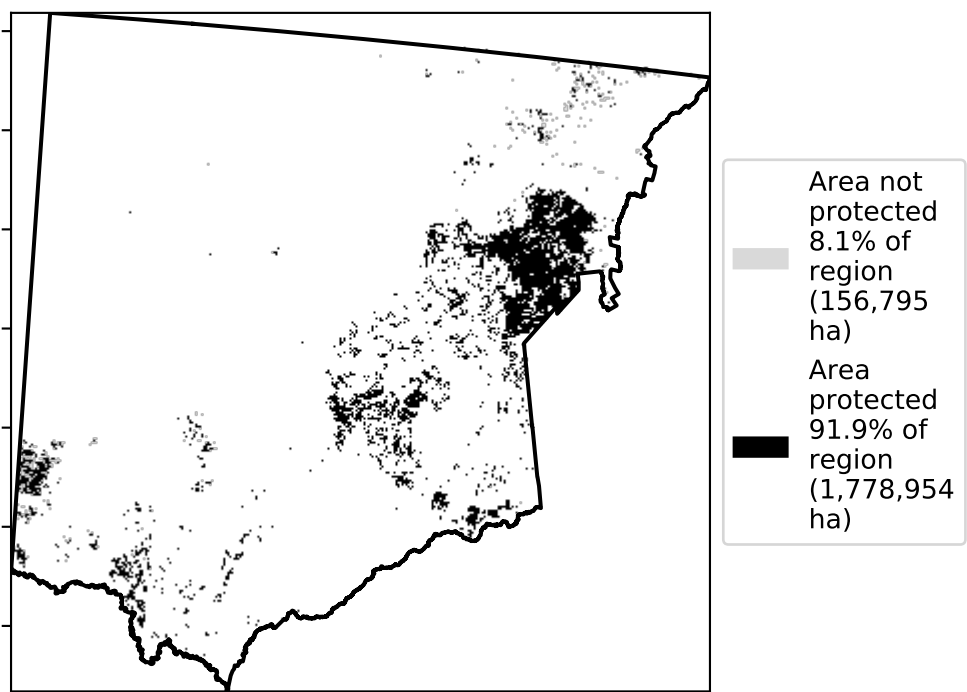 Area not
protected
8.1% of
region
(156,795
ha)
Area
protected
91.9% of
region
(1,778,954
ha)